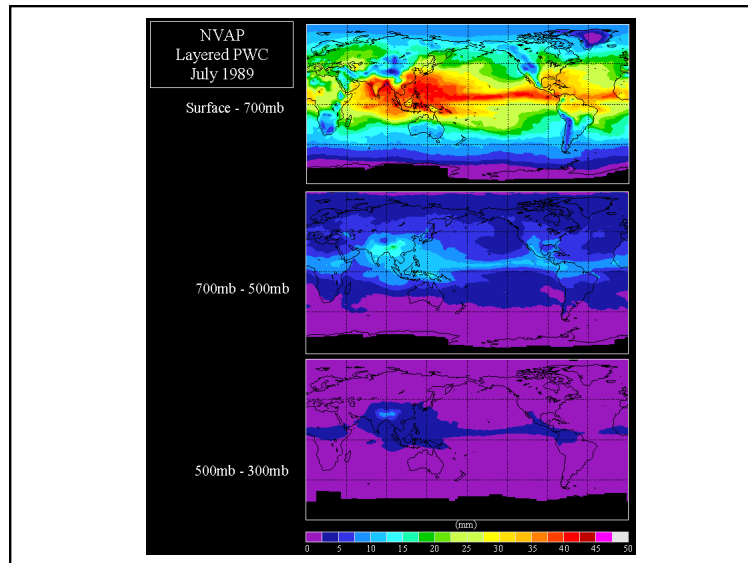 NVAP
Layered PWC
July 1989
Surface - 700mb
700mb - 500mb
500mb - 300mb
(mm)
0 5 10 15 20 25 30 35 40 45 50